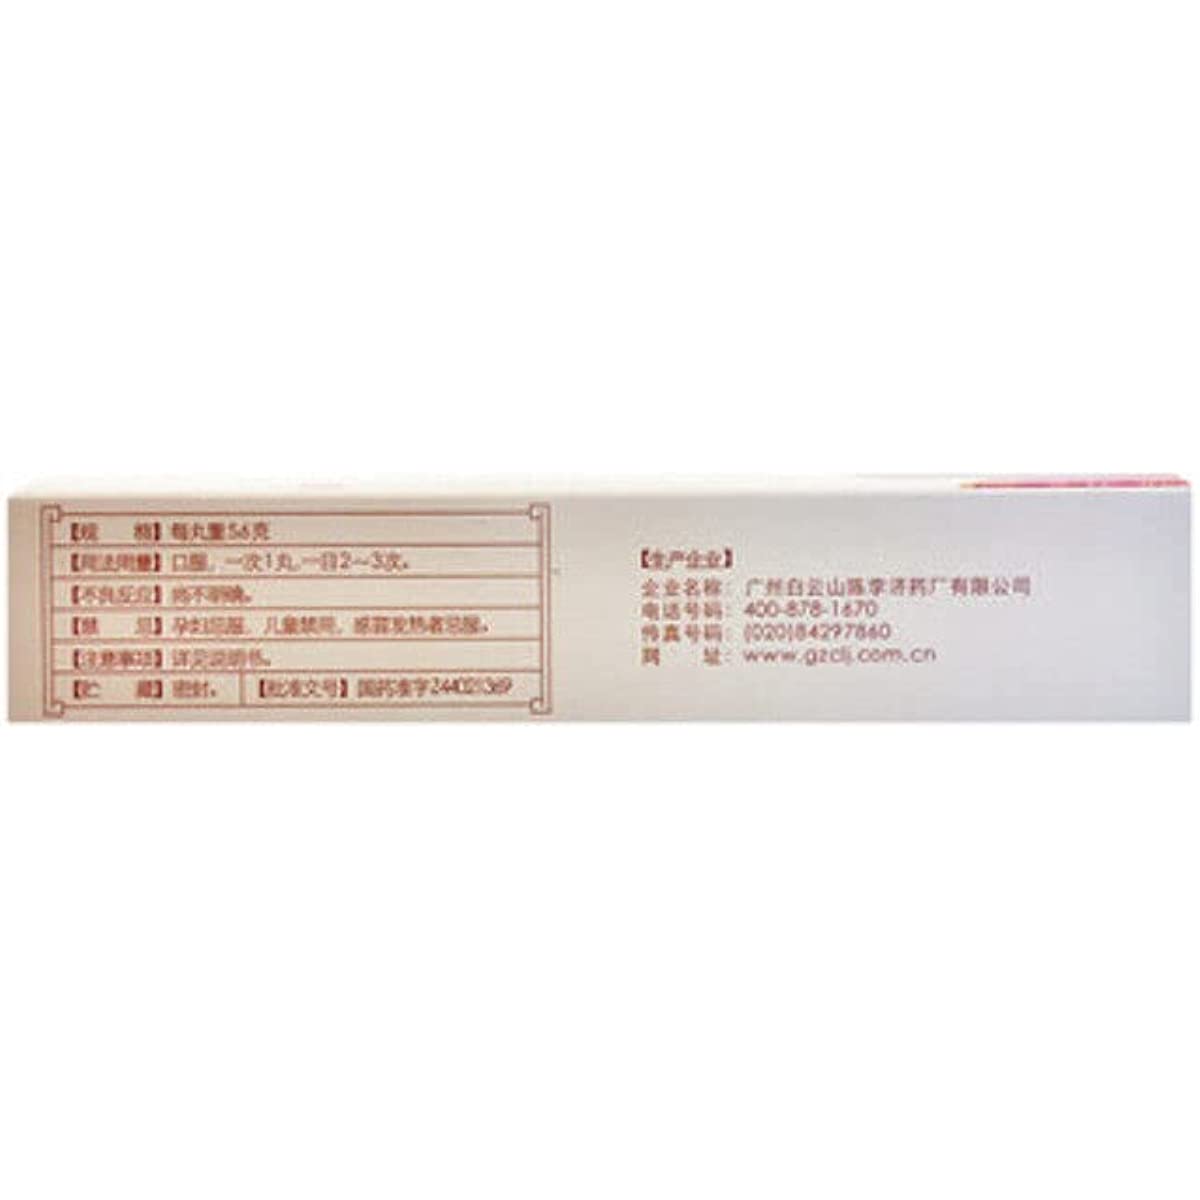 【规 格】每丸重5.6克
【用法用量】口服，一次1丸，一日2～3次。
【不良反应】尚不明确。
【禁 忌】孕妇忌服，儿童禁用，感冒发热者忌服。
【注意事项】详见说明书。
【贮 藏】密封。 【批准文号】国药准字Z44021369
【生产企业】
企业名称：广州白云山陈李济药厂有限公司
电话号码：400-878-1670
传真号码：(020)84297860
网 址：www.gzclj.com.cn